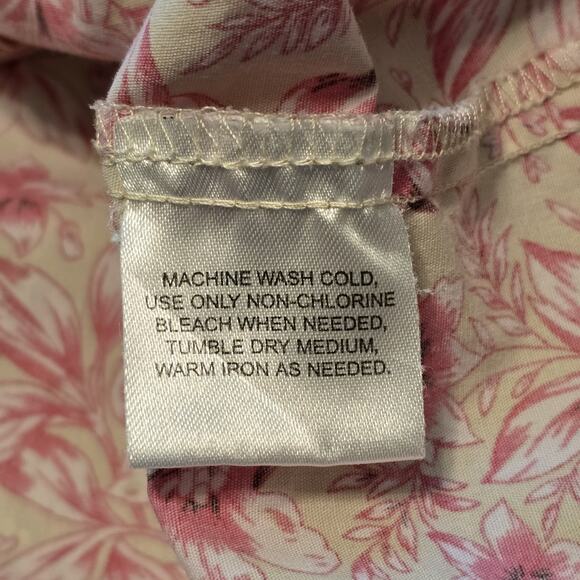 MACHINE WASH COLD,
USE ONLY NON-CHLORINE
BLEACH WHEN NEEDED,
TUMBLE DRY MEDIUM,
WARM IRON AS NEEDED.